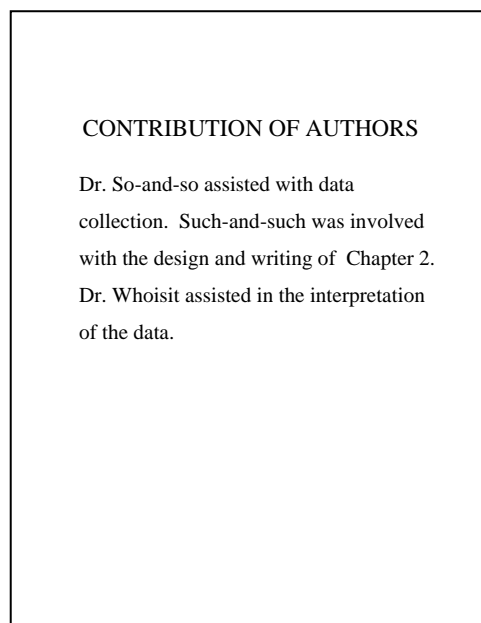 CONTRIBUTION OF AUTHORS
Dr. So-and-so assisted with data
collection.  Such-and-such was involved
with the design and writing of  Chapter 2.
Dr. Whoisit assisted in the interpretation
of the data.